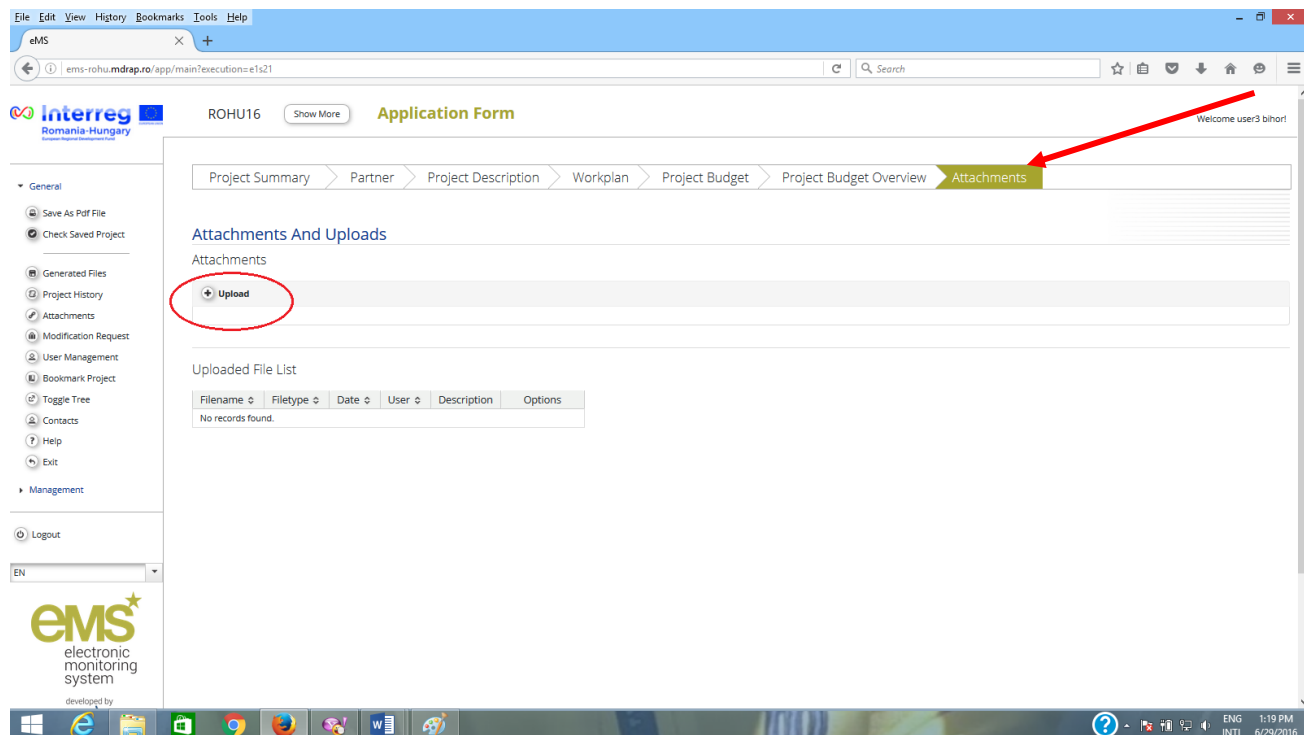 File Edit View History Bookmarks Tools Help
eMS
ems-rohu.mdrap.ro/app/main?execution=e1s21
Search
Interreg
Romania-Hungary
European Regional Development Fund
ROHU16
Show More
Application Form
Welcome user3 bihor!
Project Summary Partner Project Description Workplan Project Budget Project Budget Overview Attachments
General
Save As Pdf File
Check Saved Project
Generated Files
Project History
Attachments
Modification Request
User Management
Bookmark Project
Toggle Tree
Contacts
Help
Exit
Management
Logout
EN
eMS
electronic
monitoring
system
developed by
Attachments And Uploads
Attachments
Upload
Uploaded File List
Filename Filetype Date User Description Options
No records found.
ENG 1:19 PM
INTL 6/29/2016